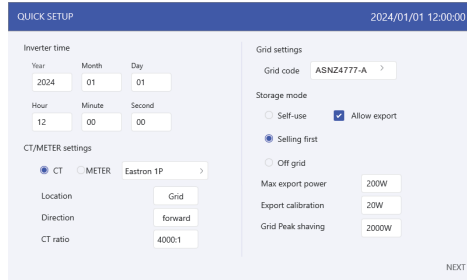 QUICK SETUP 2024/01/01 12:00:00
Inverter time
Year Month Day
2024 01 01
Hour Minute Second
12 00 00
CT/METER settings
CT METER Eastron 1P >
Location Grid
Direction forward
CT ratio 4000:1
Grid settings
Grid code ASNZ4777-A >
Storage mode
Self-use Allow export
Selling first
Off grid
Max export power 200W
Export calibration 20W
Grid Peak shaving 2000W
NEXT